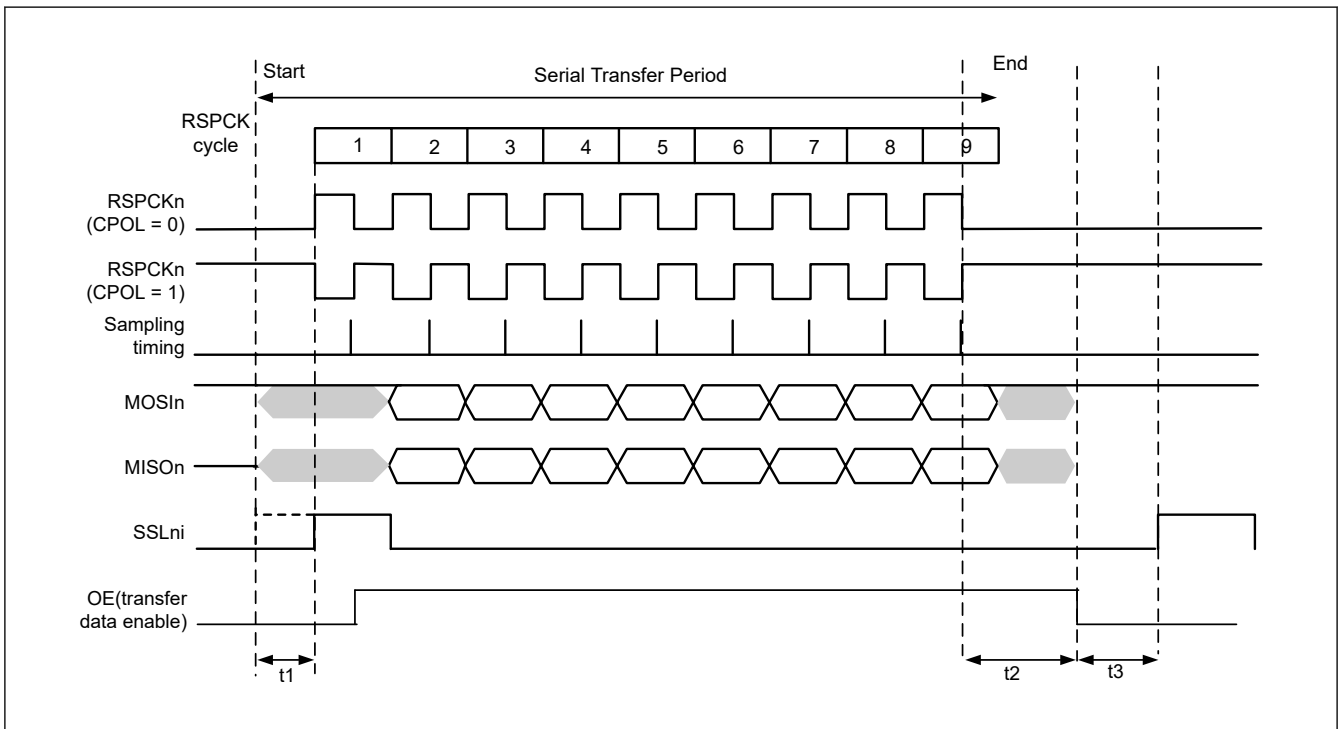 Start
Serial Transfer Period
End
RSPCK
cycle
1 2 3 4 5 6 7 8 9
RSPCKn
(CPOL = 0)
RSPCKn
(CPOL = 1)
Sampling
timing
MOSIn
MISOn
SSLni
OE(transfer
data enable)
t1
t2
t3